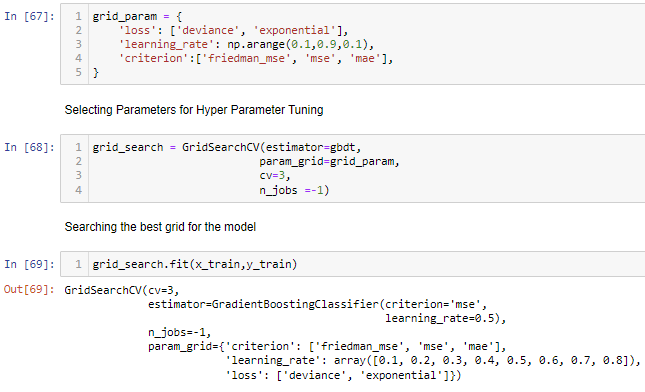 In [67]:
1 grid_param = {
2     'loss': ['deviance', 'exponential'],
3     'learning_rate': np.arange(0.1,0.9,0.1),
4     'criterion':['friedman_mse', 'mse', 'mae'],
5 }
Selecting Parameters for Hyper Parameter Tuning
In [68]:
1 grid_search = GridSearchCV(estimator=gbdt,
2                          param_grid=grid_param,
3                          cv=3,
4                          n_jobs =-1)
Searching the best grid for the model
In [69]:
1 grid_search.fit(x_train,y_train)
Out[69]: GridSearchCV(cv=3,
             estimator=GradientBoostingClassifier(criterion='mse',
                                                  learning_rate=0.5),
             n_jobs=-1,
             param_grid={'criterion': ['friedman_mse', 'mse', 'mae'],
                         'learning_rate': array([0.1, 0.2, 0.3, 0.4, 0.5, 0.6, 0.7, 0.8]),
                         'loss': ['deviance', 'exponential']})